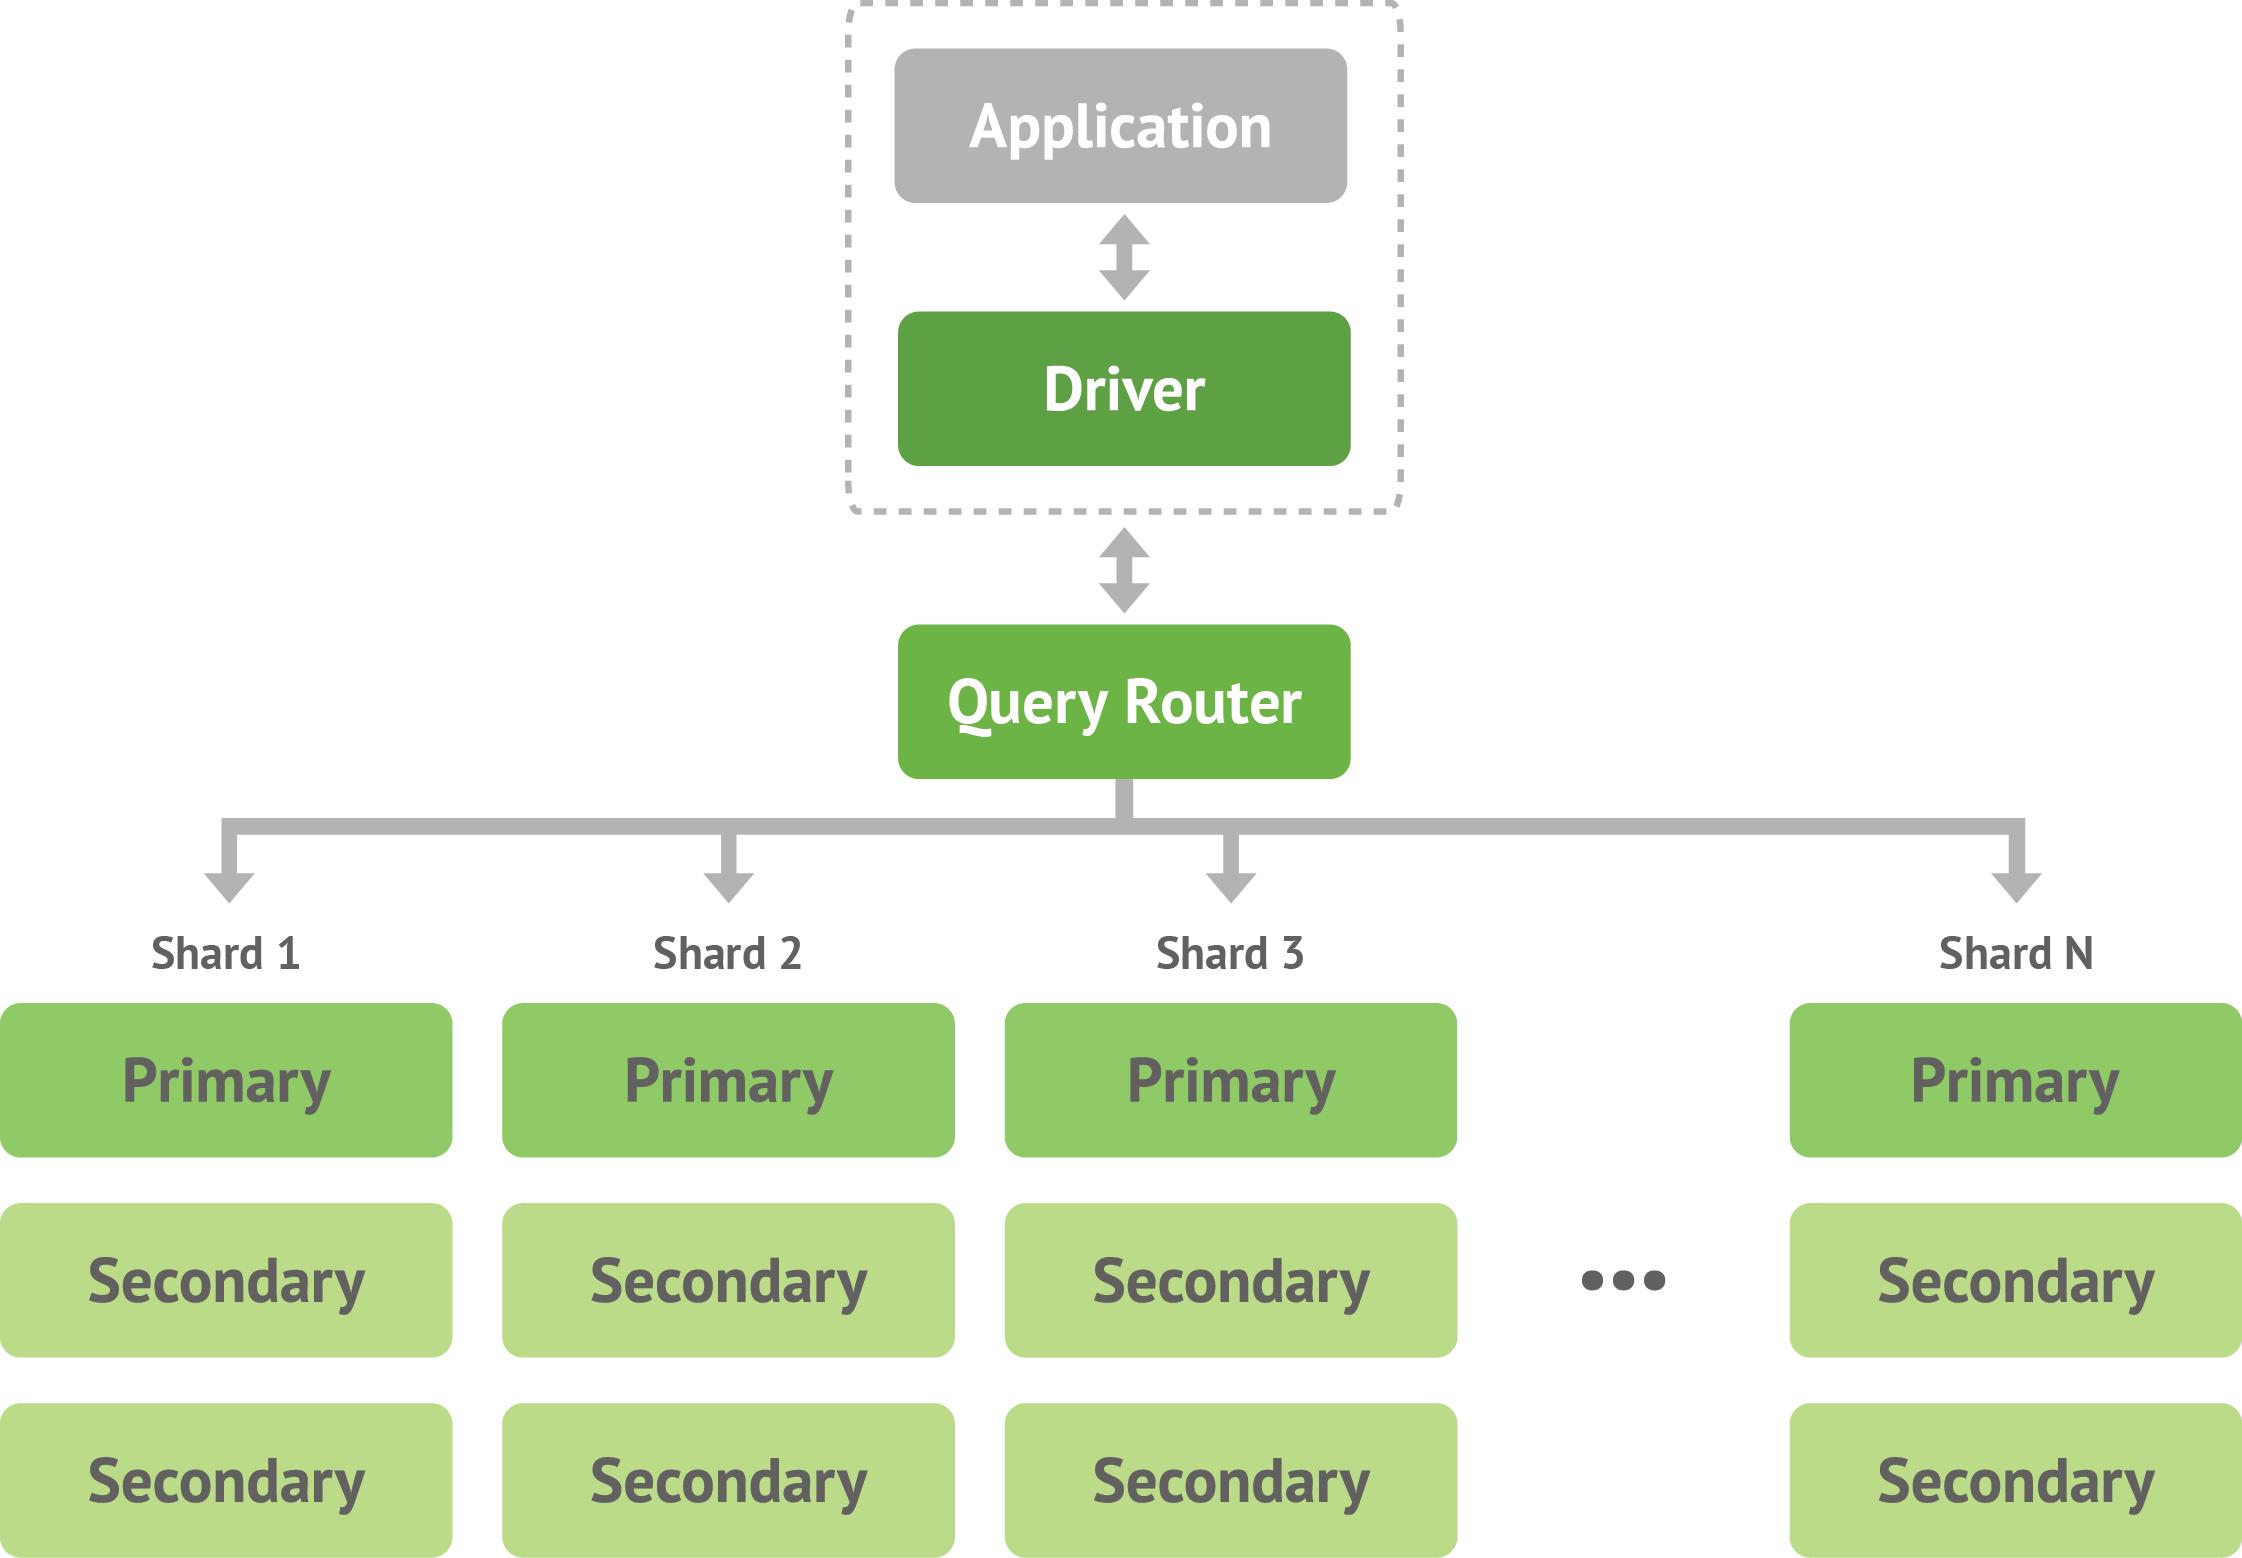 Application
Driver
Query Router
Shard 1 Shard 2 Shard 3 Shard N
Primary Primary Primary Primary
Secondary Secondary Secondary ... Secondary
Secondary Secondary Secondary Secondary